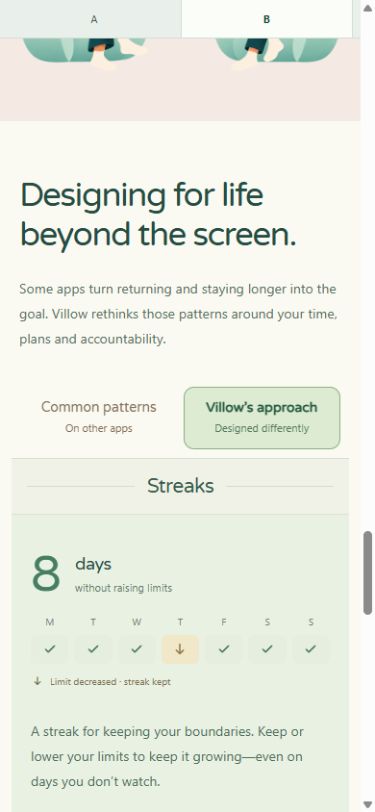 A B
Designing for life
beyond the screen.
Some apps turn returning and staying longer into the
goal. Villow rethinks those patterns around your time,
plans and accountability.
Common patterns
On other apps
Villow's approach
Designed differently
Streaks
8 days
without raising limits
M T W T F S S
Limit decreased · streak kept
A streak for keeping your boundaries. Keep or
lower your limits to keep it growing—even on
days you don't watch.